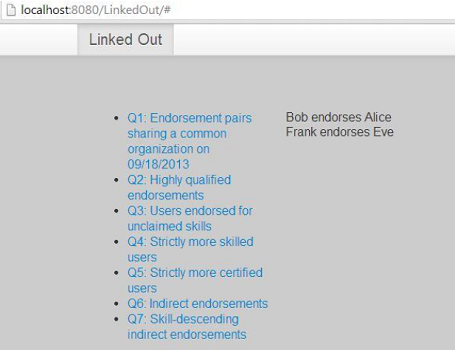 localhost:8080/LinkedOut/#
Linked Out
Q1: Endorsement pairs
sharing a common
organization on
09/18/2013
Q2: Highly qualified
endorsements
Q3: Users endorsed for
unclaimed skills
Q4: Strictly more skilled
users
Q5: Strictly more certified
users
Q6: Indirect endorsements
Q7: Skill-descending
indirect endorsements
Bob endorses Alice
Frank endorses Eve